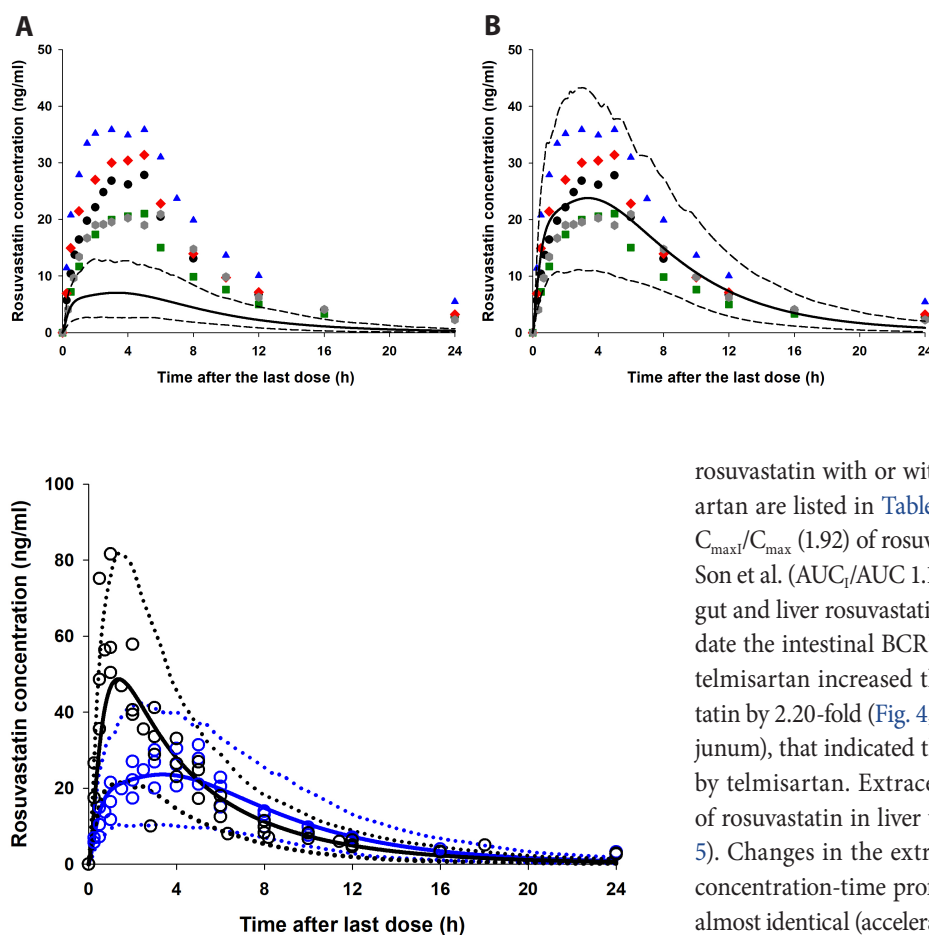 A
B
50
40
30
20
10
0
Rosuvastatin concentration (ng/ml)
0 4 8 12 16 20 24
Time after the last dose (h)
50
40
30
20
10
0
Rosuvastatin concentration (ng/ml)
0 4 8 12 16 20 24
Time after the last dose (h)
100
80
60
40
20
0
Rosuvastatin concentration (ng/ml)
0 4 8 12 16 20 24
Time after last dose (h)
rosuvastatin with or wit
artan are listed in Table
CmaxI/Cmax (1.92) of rosuv
Son et al. (AUCI/AUC 1.1
gut and liver rosuvastati
date the intestinal BCR
telmisartan increased th
tatin by 2.20-fold (Fig. 4
junum), that indicated t
by telmisartan. Extrace
of rosuvastatin in liver
5). Changes in the extr
concentration-time pro
almost identical (accelera